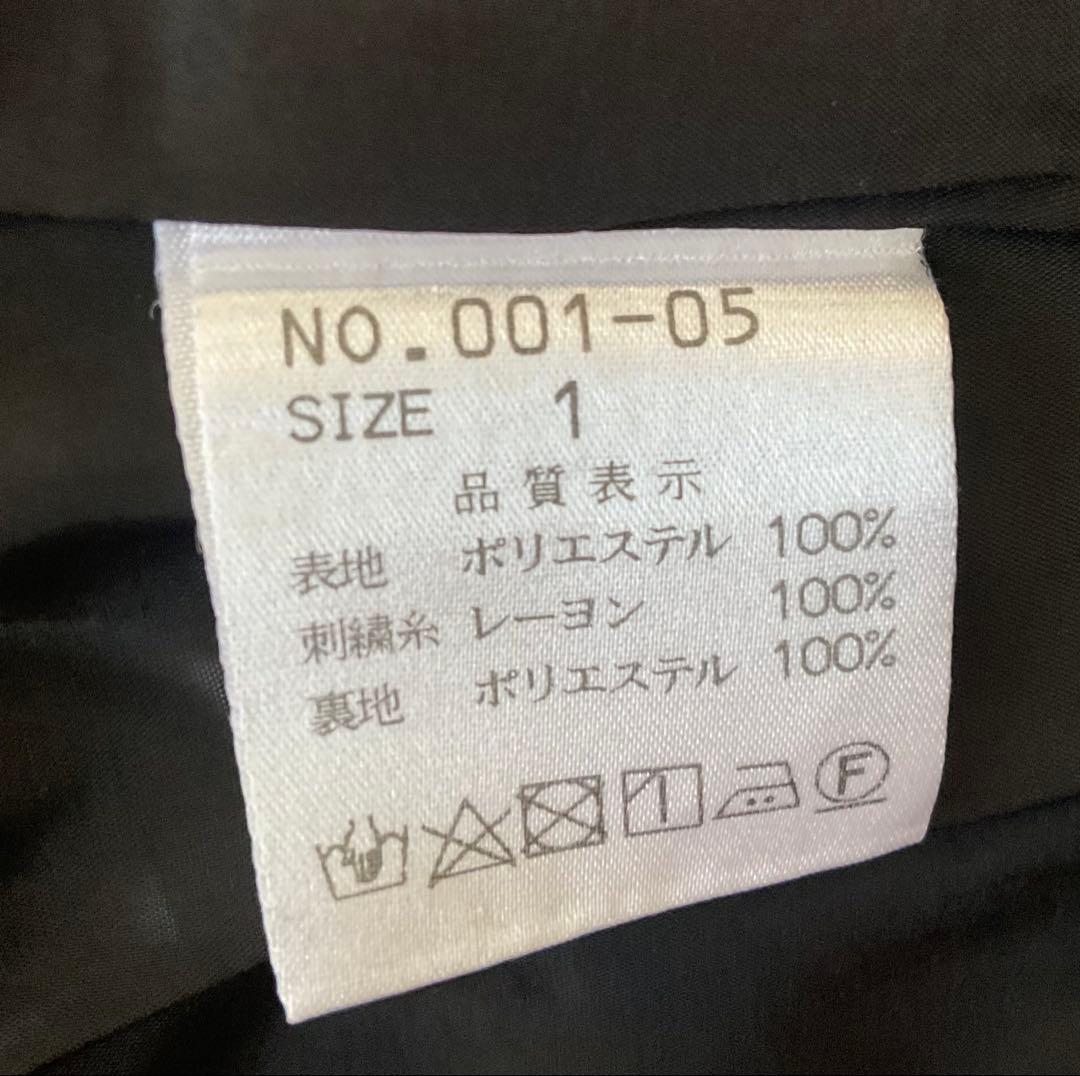 NO.001-05
SIZE 1
品質表示
表地 ポリエステル 100%
刺繍糸 レーヨン 100%
裏地 ポリエステル 100%
F